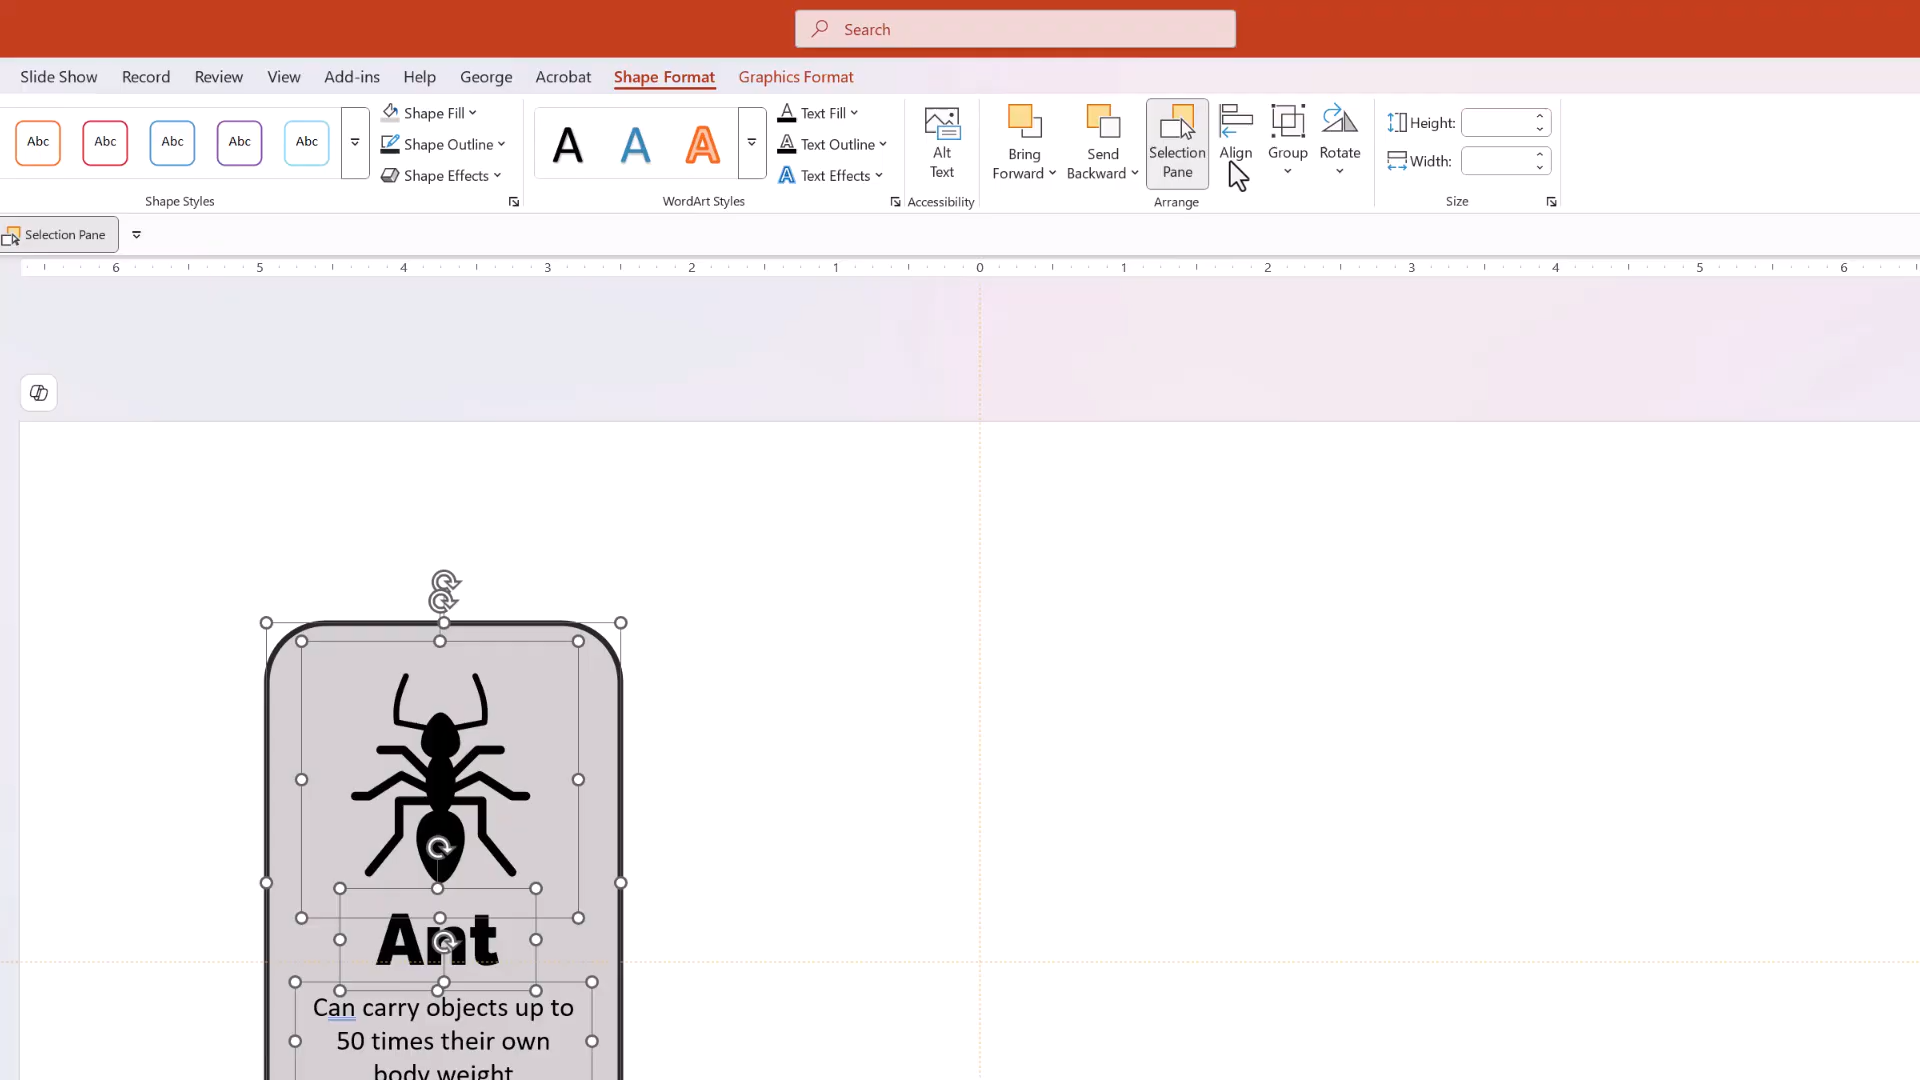 Search
Slide Show Record Review View Add-ins Help George Acrobat Shape Format Graphics Format
Abc Abc Abc Abc Abc
Shape Fill
Shape Outline
Shape Effects
Shape Styles
A A A
Text Fill
Text Outline
Text Effects
WordArt Styles
Alt
Text
Accessibility
Bring
Forward
Send
Backward
Selection
Pane
Align
Group
Rotate
Arrange
Height:
Width:
Size
Selection Pane
6 5 4 3 2 1 0 1 2 3 4 5 6
Ant
Can carry objects up to
50 times their own
body weight